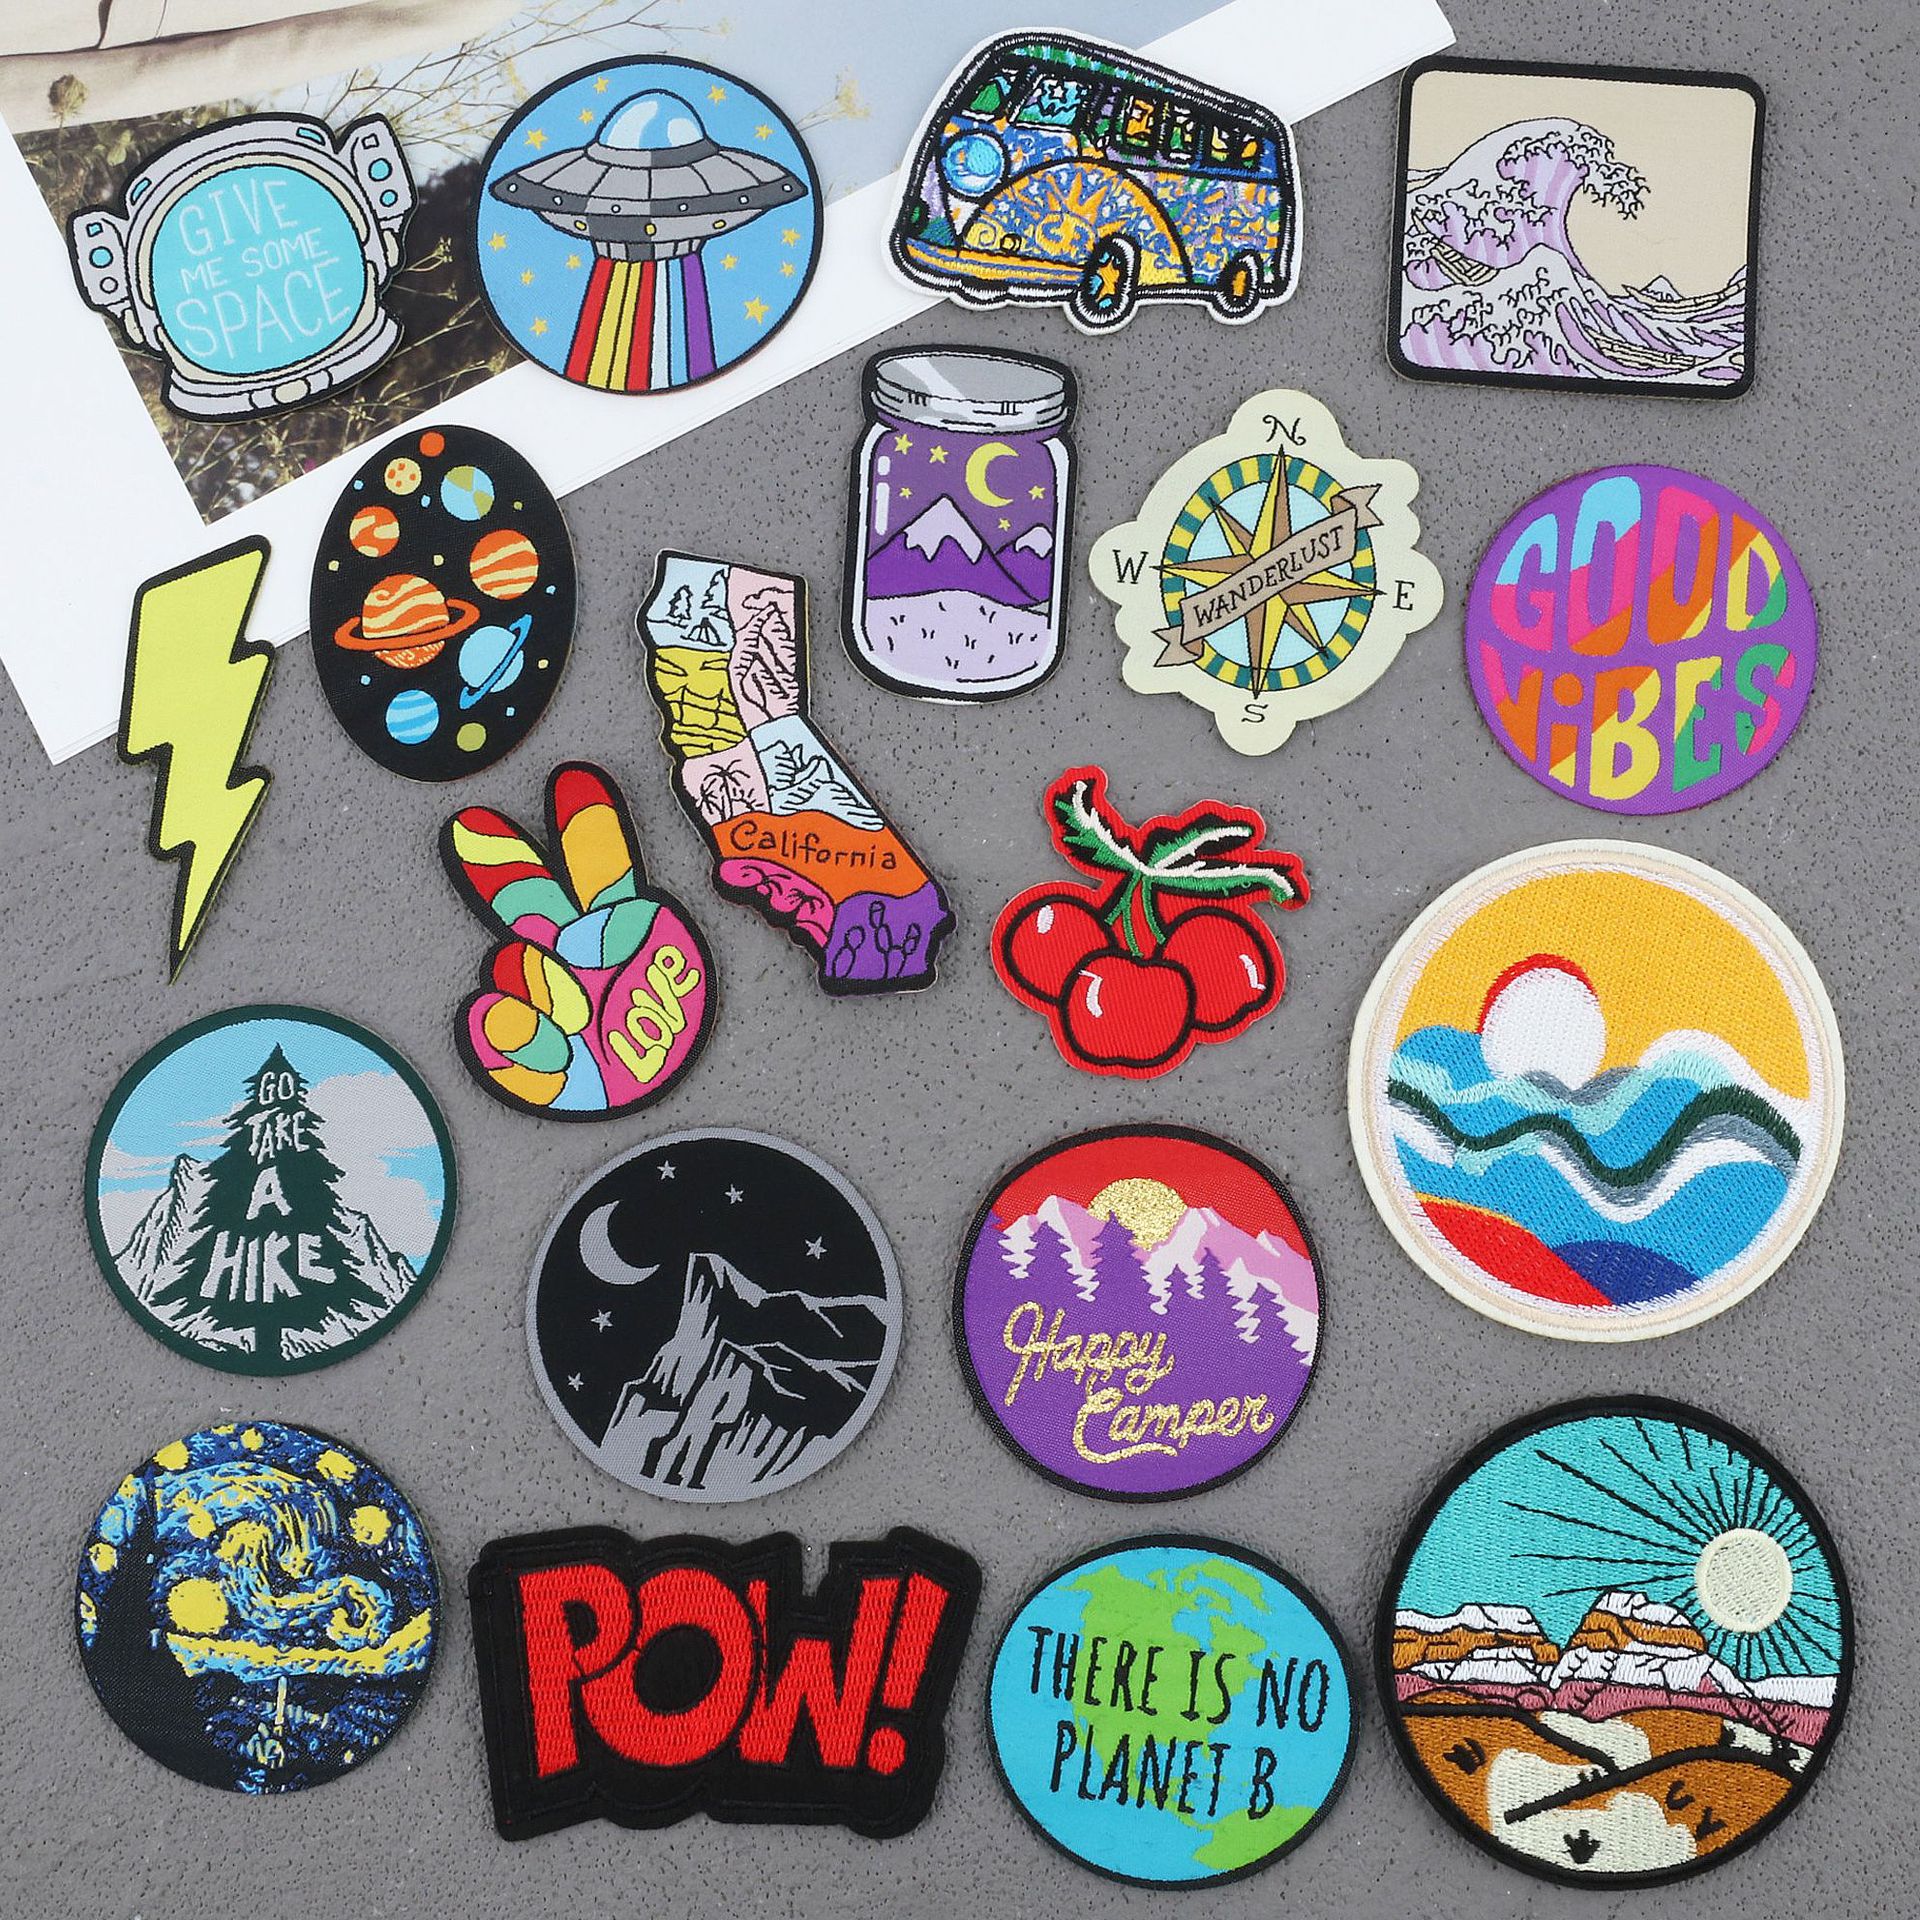 GIVE
ME SOME
SPACE
N
W
E
S
WANDERLUST
GOOD
ViBES
California
LOVE
GO
TAKE
A
HIKE
Happy
Camper
POW!
THERE IS NO
PLANET B